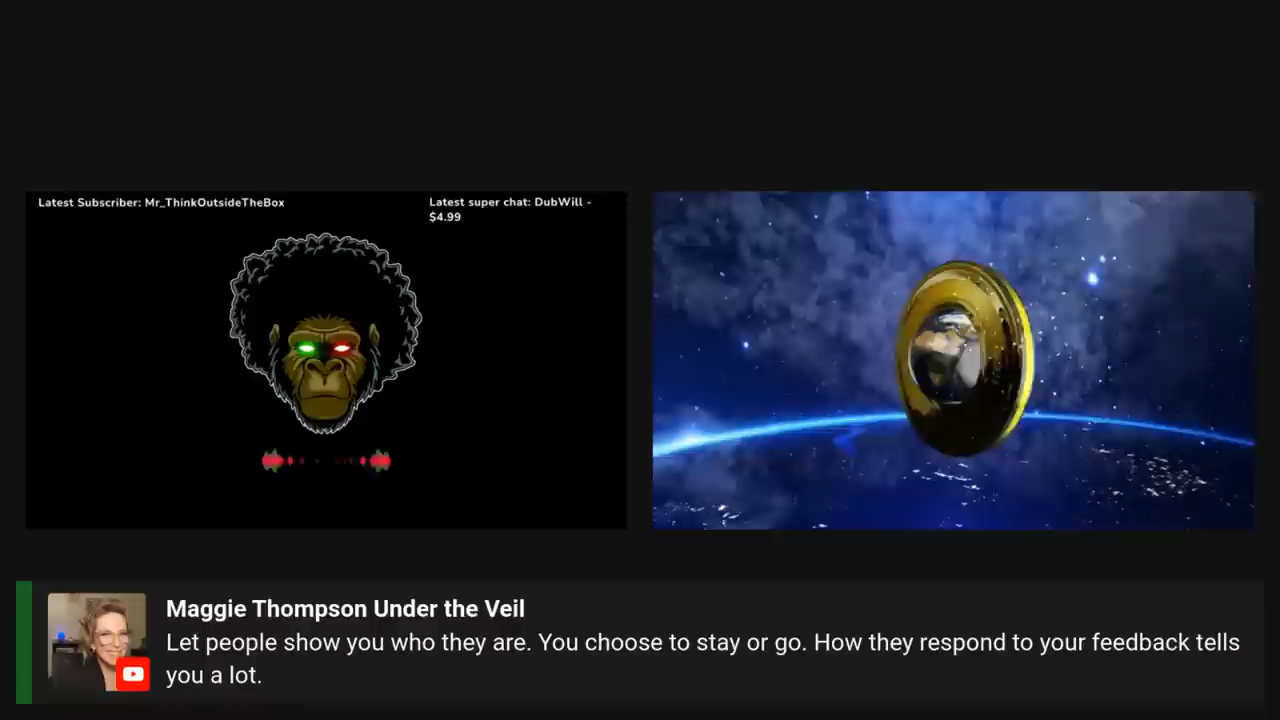 Latest Subscriber: Mr_ThinkOutsideTheBox
Latest super chat: DubWill -
$4.99
Maggie Thompson Under the Veil
Let people show you who they are. You choose to stay or go. How they respond to your feedback tells
you a lot.